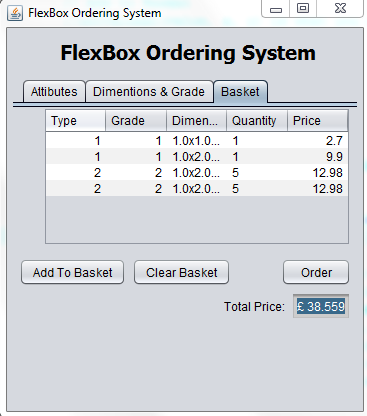 FlexBox Ordering System
FlexBox Ordering System
Attibutes Dimentions & Grade Basket
Type Grade Dimen... Quantity Price
1 1 1.0x1.0... 1 2.7
1 1 1.0x2.0... 1 9.9
2 2 1.0x2.0... 5 12.98
2 2 1.0x2.0... 5 12.98
Add To Basket Clear Basket Order
Total Price: £ 38.559